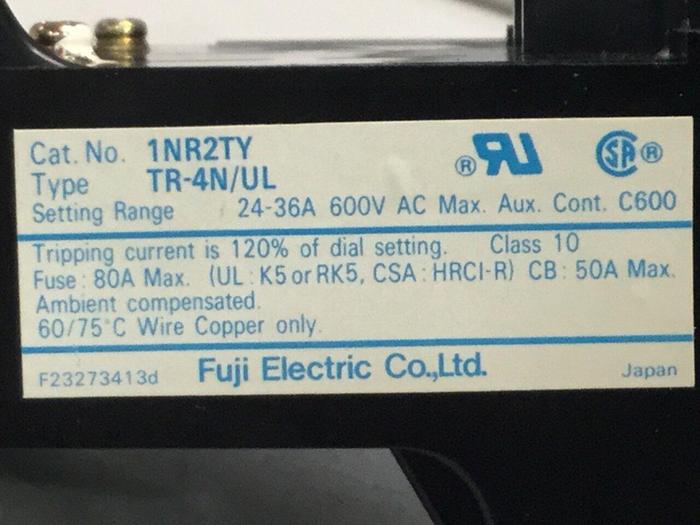 Cat. No. 1NR2TY
Type TR-4N/UL
® RU SA ®
Setting Range 24-36A 600V AC Max. Aux. Cont. C600
Tripping current is 120% of dial setting. Class 10
Fuse : 80A Max. (UL : K5 or RK5, CSA : HRCI-R) CB : 50A Max.
Ambient compensated.
60/75°C Wire Copper only.
F23273413d Fuji Electric Co.,Ltd. Japan